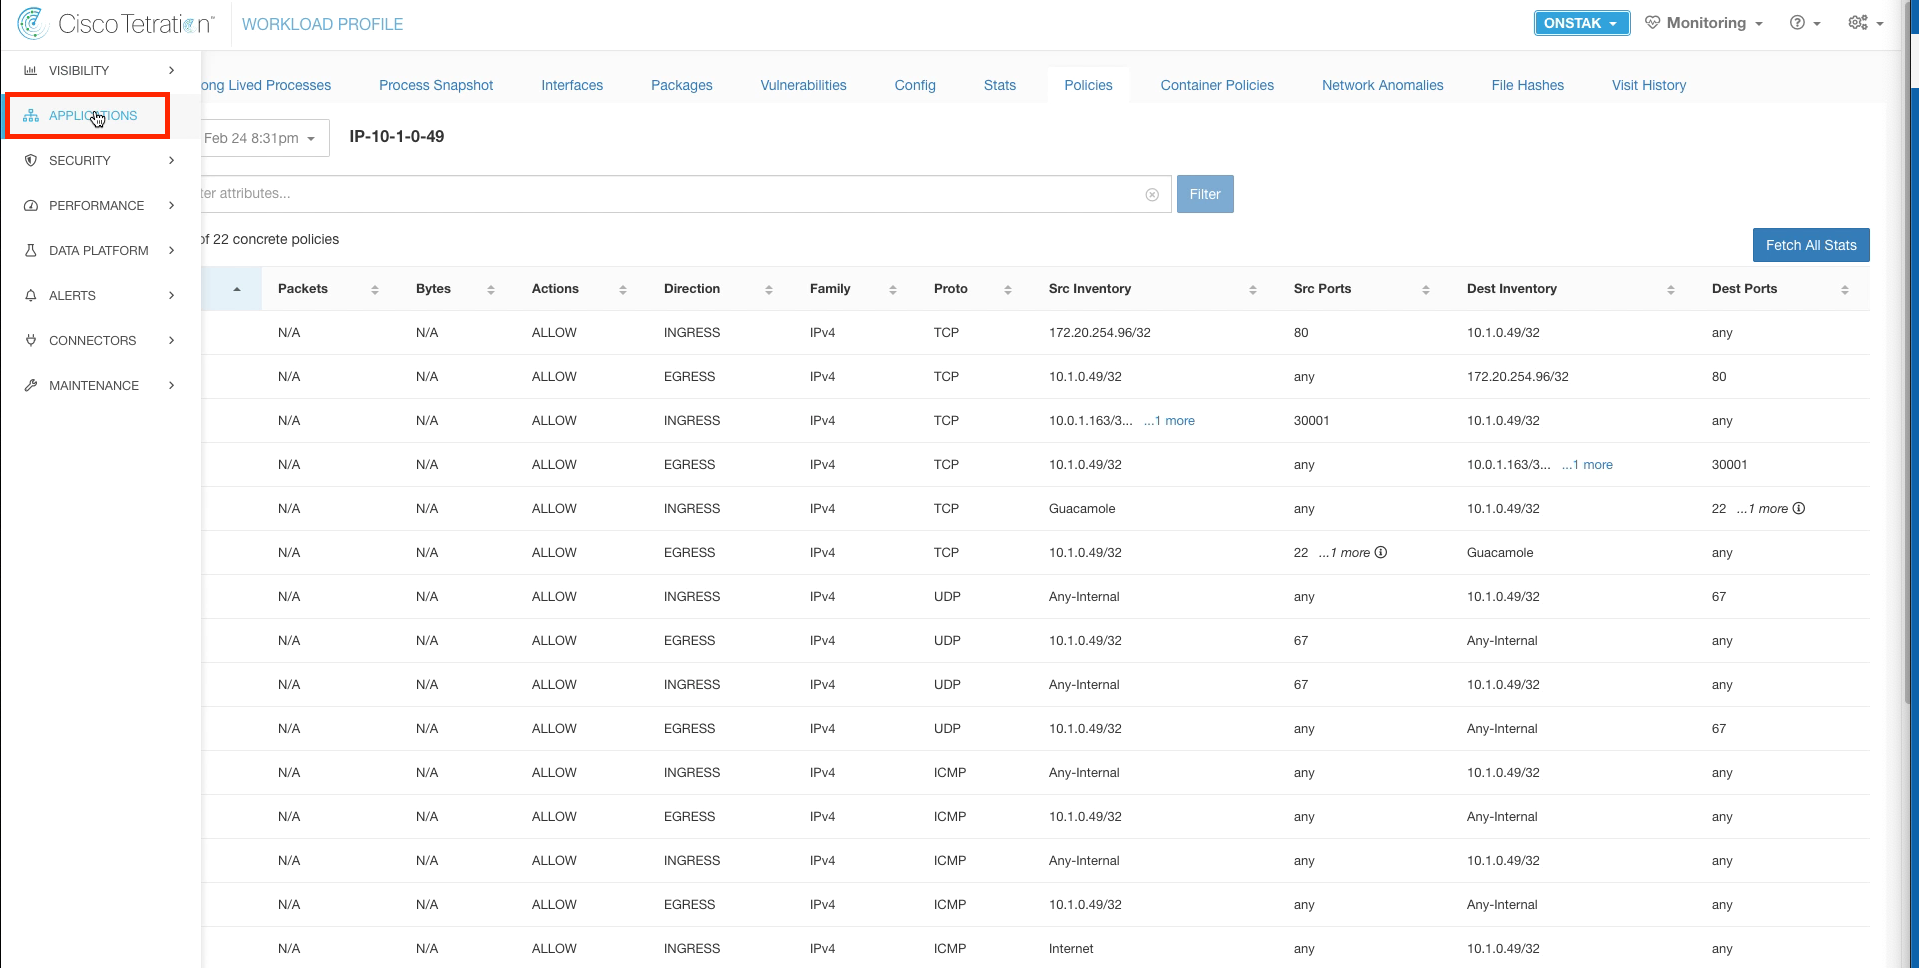 Cisco Tetration™ WORKLOAD PROFILE ONSTAK Monitoring
VISIBILITY
APPLICATIONS
SECURITY
PERFORMANCE
DATA PLATFORM
ALERTS
CONNECTORS
MAINTENANCE
ong Lived Processes Process Snapshot Interfaces Packages Vulnerabilities Config Stats Policies Container Policies Network Anomalies File Hashes Visit History
Feb 24 8:31pm IP-10-1-0-49
ter attributes... Filter
of 22 concrete policies
Fetch All Stats
Packets Bytes Actions Direction Family Proto Src Inventory Src Ports Dest Inventory Dest Ports
N/A N/A ALLOW INGRESS IPv4 TCP 172.20.254.96/32 80 10.1.0.49/32 any
N/A N/A ALLOW EGRESS IPv4 TCP 10.1.0.49/32 any 172.20.254.96/32 80
N/A N/A ALLOW INGRESS IPv4 TCP 10.0.1.163/3... ...1 more 30001 10.1.0.49/32 any
N/A N/A ALLOW EGRESS IPv4 TCP 10.1.0.49/32 any 10.0.1.163/3... ...1 more 30001
N/A N/A ALLOW INGRESS IPv4 TCP Guacamole any 10.1.0.49/32 22 ...1 more
N/A N/A ALLOW EGRESS IPv4 TCP 10.1.0.49/32 22 ...1 more Guacamole any
N/A N/A ALLOW INGRESS IPv4 UDP Any-Internal any 10.1.0.49/32 67
N/A N/A ALLOW EGRESS IPv4 UDP 10.1.0.49/32 67 Any-Internal any
N/A N/A ALLOW INGRESS IPv4 UDP Any-Internal 67 10.1.0.49/32 any
N/A N/A ALLOW EGRESS IPv4 UDP 10.1.0.49/32 any Any-Internal 67
N/A N/A ALLOW INGRESS IPv4 ICMP Any-Internal any 10.1.0.49/32 any
N/A N/A ALLOW EGRESS IPv4 ICMP 10.1.0.49/32 any Any-Internal any
N/A N/A ALLOW INGRESS IPv4 ICMP Any-Internal any 10.1.0.49/32 any
N/A N/A ALLOW EGRESS IPv4 ICMP 10.1.0.49/32 any Any-Internal any
N/A N/A ALLOW INGRESS IPv4 ICMP Internet any 10.1.0.49/32 any